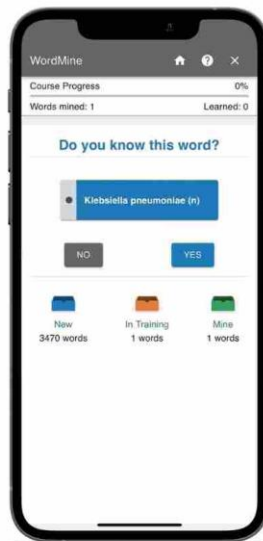 WordMine
Course Progress 0%
Words mined: 1 Learned: 0
Do you know this word?
Klebsiella pneumoniae (n)
NO YES
New In Training Mine
3470 words 1 words 1 words